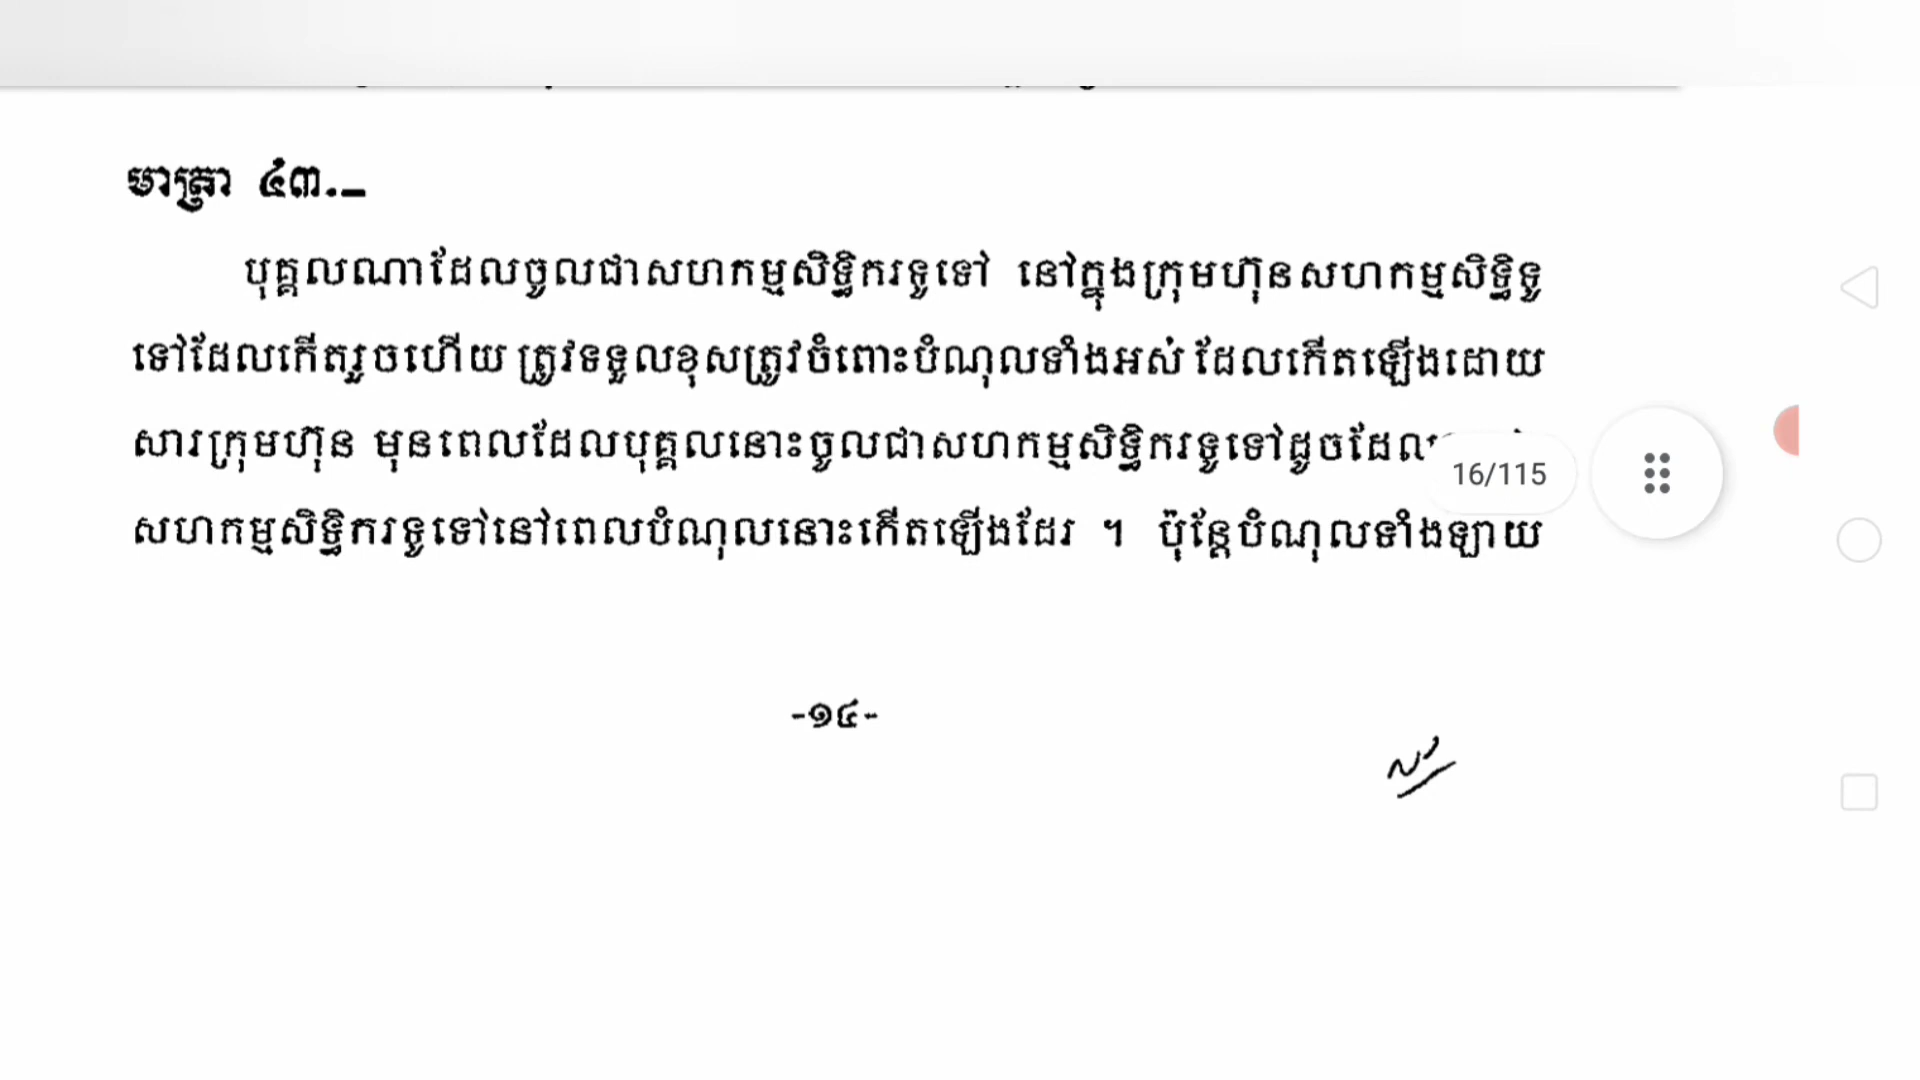 មាត្រា ៤៣._
បុគ្គលណាដែលចូលជាសហកម្មសិទ្ធិករទូទៅ នៅក្នុងក្រុមហ៊ុនសហកម្មសិទ្ធិទូ
ទៅដែលកើតរួចហើយ ត្រូវទទួលខុសត្រូវចំពោះបំណុលទាំងអស់ ដែលកើតឡើងដោយ
សារក្រុមហ៊ុន មុនពេលដែលបុគ្គលនោះចូលជាសហកម្មសិទ្ធិករទូទៅដូចដែល
16/115
សហកម្មសិទ្ធិករទូទៅនៅពេលបំណុលនោះកើតឡើងដែរ ។ ប៉ុន្តែបំណុលទាំងឡាយ
-១៤-